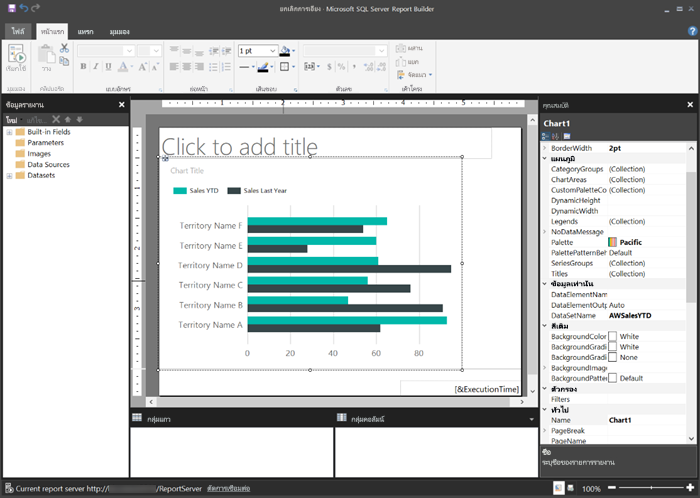 ยกเลิกการเอียง - Microsoft SQL Server Report Builder
ไฟล์ หน้าแรก แทรก มุมมอง
เรียกใช้
วาง
1 pt
ผสาน
แยก
จัดแนว
มุมมอง คลิปบอร์ด แบบอักษร ย่อหน้า เส้นขอบ ตัวเลข เค้าโครง
ข้อมูลรายงาน
ใหม่ แก้ไข...
Built-in Fields
Parameters
Images
Data Sources
Datasets
1 2 3 4 5
Click to add title
Chart Title
Sales YTD Sales Last Year
Territory Name F
Territory Name E
Territory Name D
Territory Name C
Territory Name B
Territory Name A
0 20 40 60 80
[&ExecutionTime]
กลุ่มแถว กลุ่มคอลัมน์
คุณสมบัติ
Chart1
BorderWidth 2pt
แผนภูมิ
CategoryGroups (Collection)
ChartAreas (Collection)
CustomPaletteCo (Collection)
DynamicHeight
DynamicWidth
Legends (Collection)
NoDataMessage
Palette Pacific
PalettePatternBeh Default
SeriesGroups (Collection)
Titles (Collection)
ข้อมูลเท่านั้น
DataElementName
DataElementOutp Auto
DataSetName AWSalesYTD
สีเติม
BackgroundColor White
BackgroundGradi White
BackgroundGradi None
BackgroundImage
BackgroundPatter Default
ตัวกรอง
Filters
ทั่วไป
Name Chart1
PageBreak
PageName
ชื่อ
ระบุชื่อของรายการรายงาน
Current report server http:// /ReportServer ตัดการเชื่อมต่อ
100%